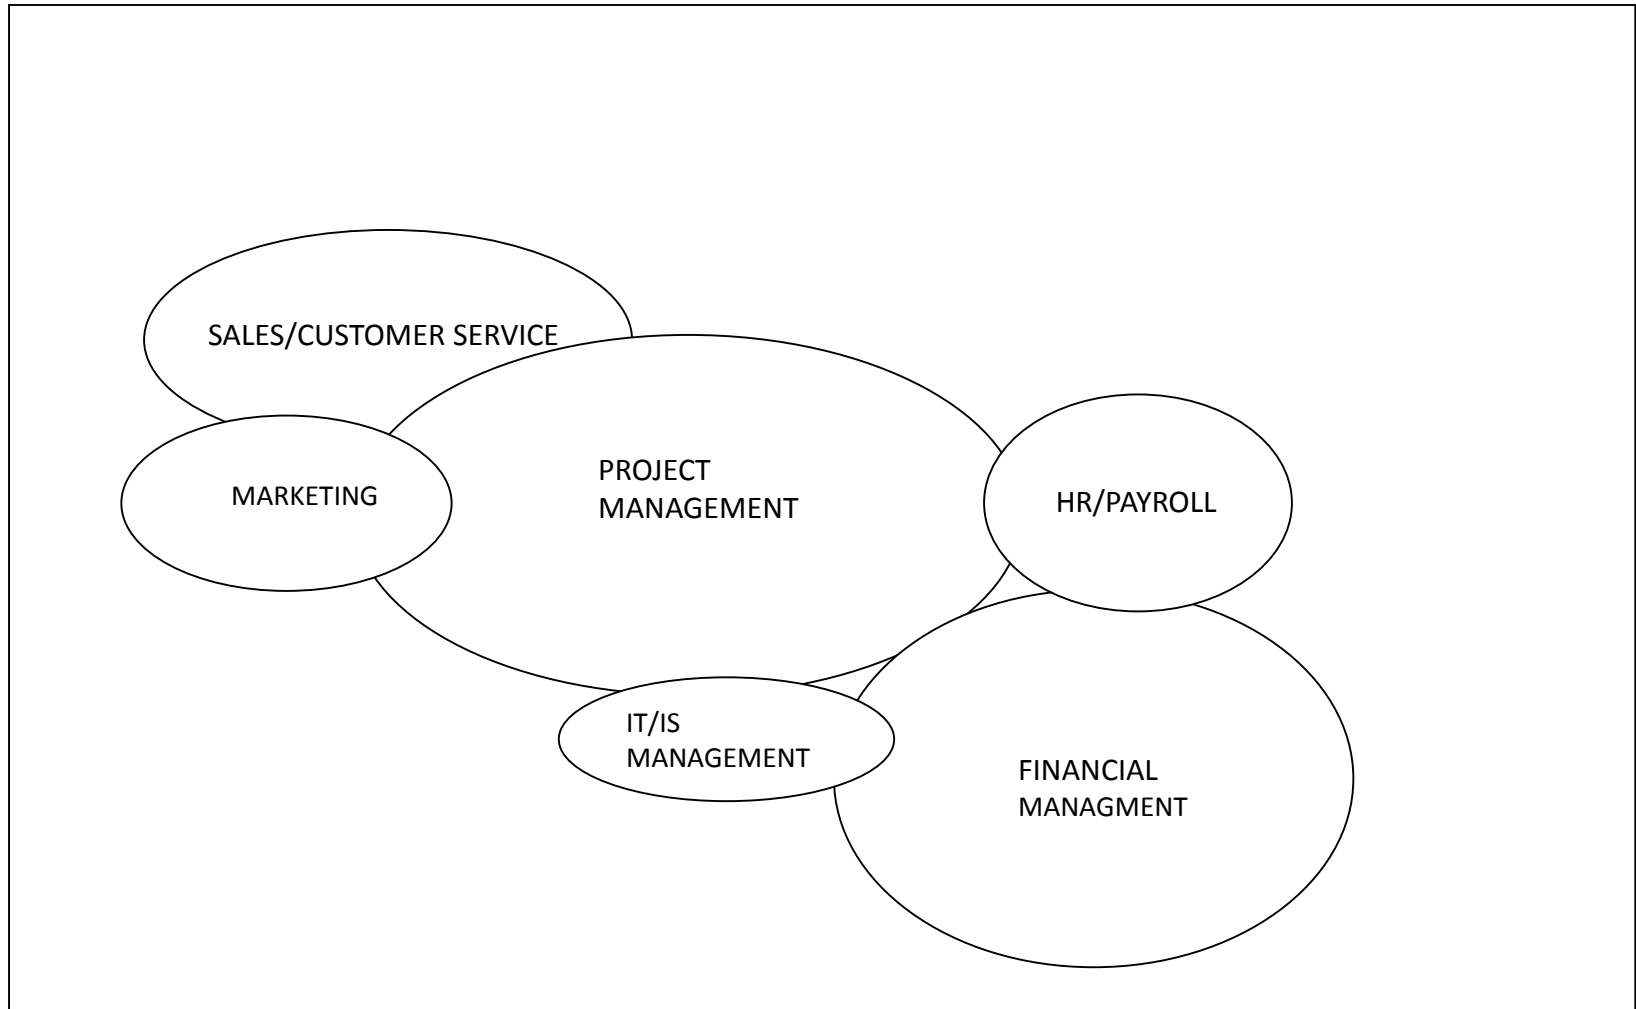 SALES/CUSTOMER SERVICE
MARKETING
PROJECT
MANAGEMENT
HR/PAYROLL
IT/IS
MANAGEMENT
FINANCIAL
MANAGMENT